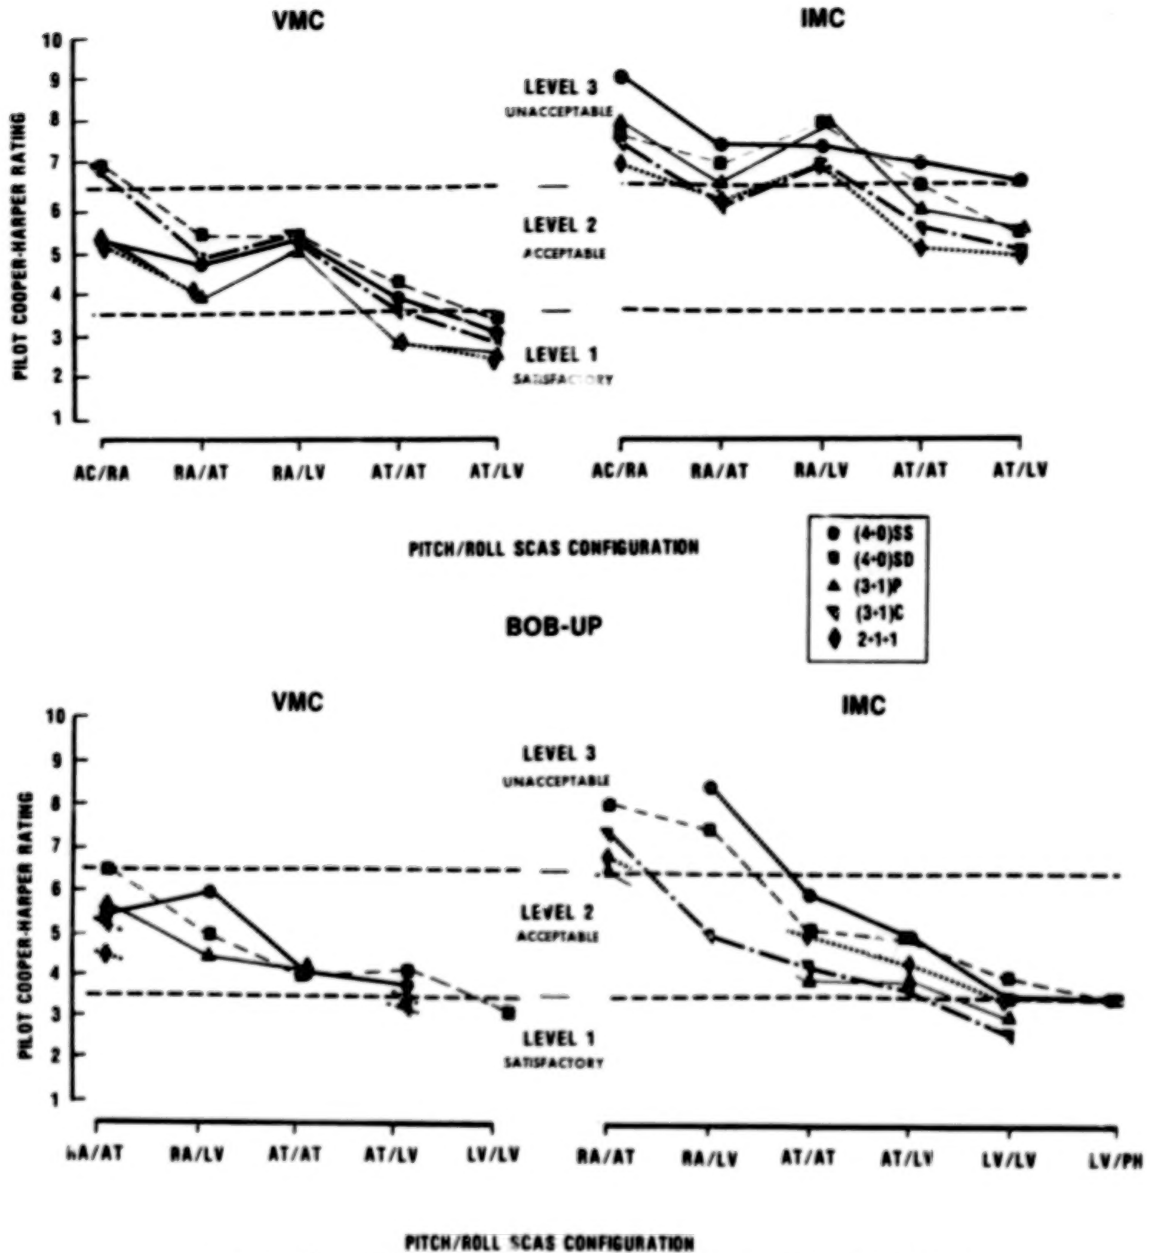 VMC
IMC
10
9
8
7
6
5
4
3
2
1
PILOT COOPER-HARPER RATING
LEVEL 3
UNACCEPTABLE
LEVEL 2
ACCEPTABLE
LEVEL 1
SATISFACTORY
AC/RA RA/AT RA/LV AT/AT AT/LV
AC/RA RA/AT RA/LV AT/AT AT/LV
PITCH/ROLL SCAS CONFIGURATION
(4+0)SS
(4+0)SD
(3+1)P
(3+1)C
2+1+1
BOB-UP
VMC
IMC
10
9
8
7
6
5
4
3
2
1
PILOT COOPER-HARPER RATING
LEVEL 3
UNACCEPTABLE
LEVEL 2
ACCEPTABLE
LEVEL 1
SATISFACTORY
RA/AT RA/LV AT/AT AT/LV LV/LV
RA/AT RA/LV AT/AT AT/LV LV/LV LV/PH
PITCH/ROLL SCAS CONFIGURATION